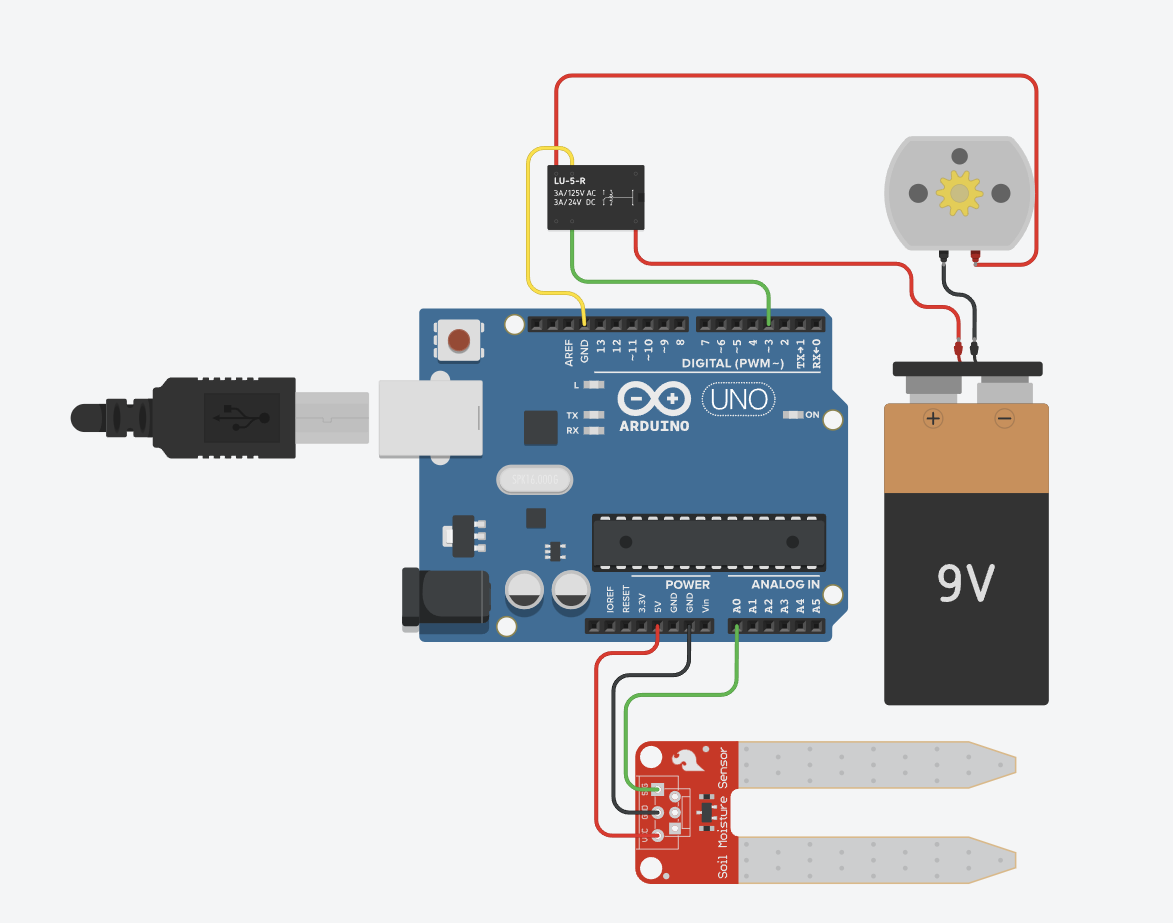 LU-5-R
3A/125V AC
3A/24V DC
AREF
GND
13
12
~11
~10
~9
8
7
~6
~5
4
~3
2
TX→1
RX←0
DIGITAL (PWM~)
L
TX
RX
UNO
ARDUINO
ON
+
-
9V
POWER
ANALOG IN
IOREF
RESET
3.3V
5V
GND
GND
Vin
A0
A1
A2
A3
A4
A5
Soil Moisture Sensor